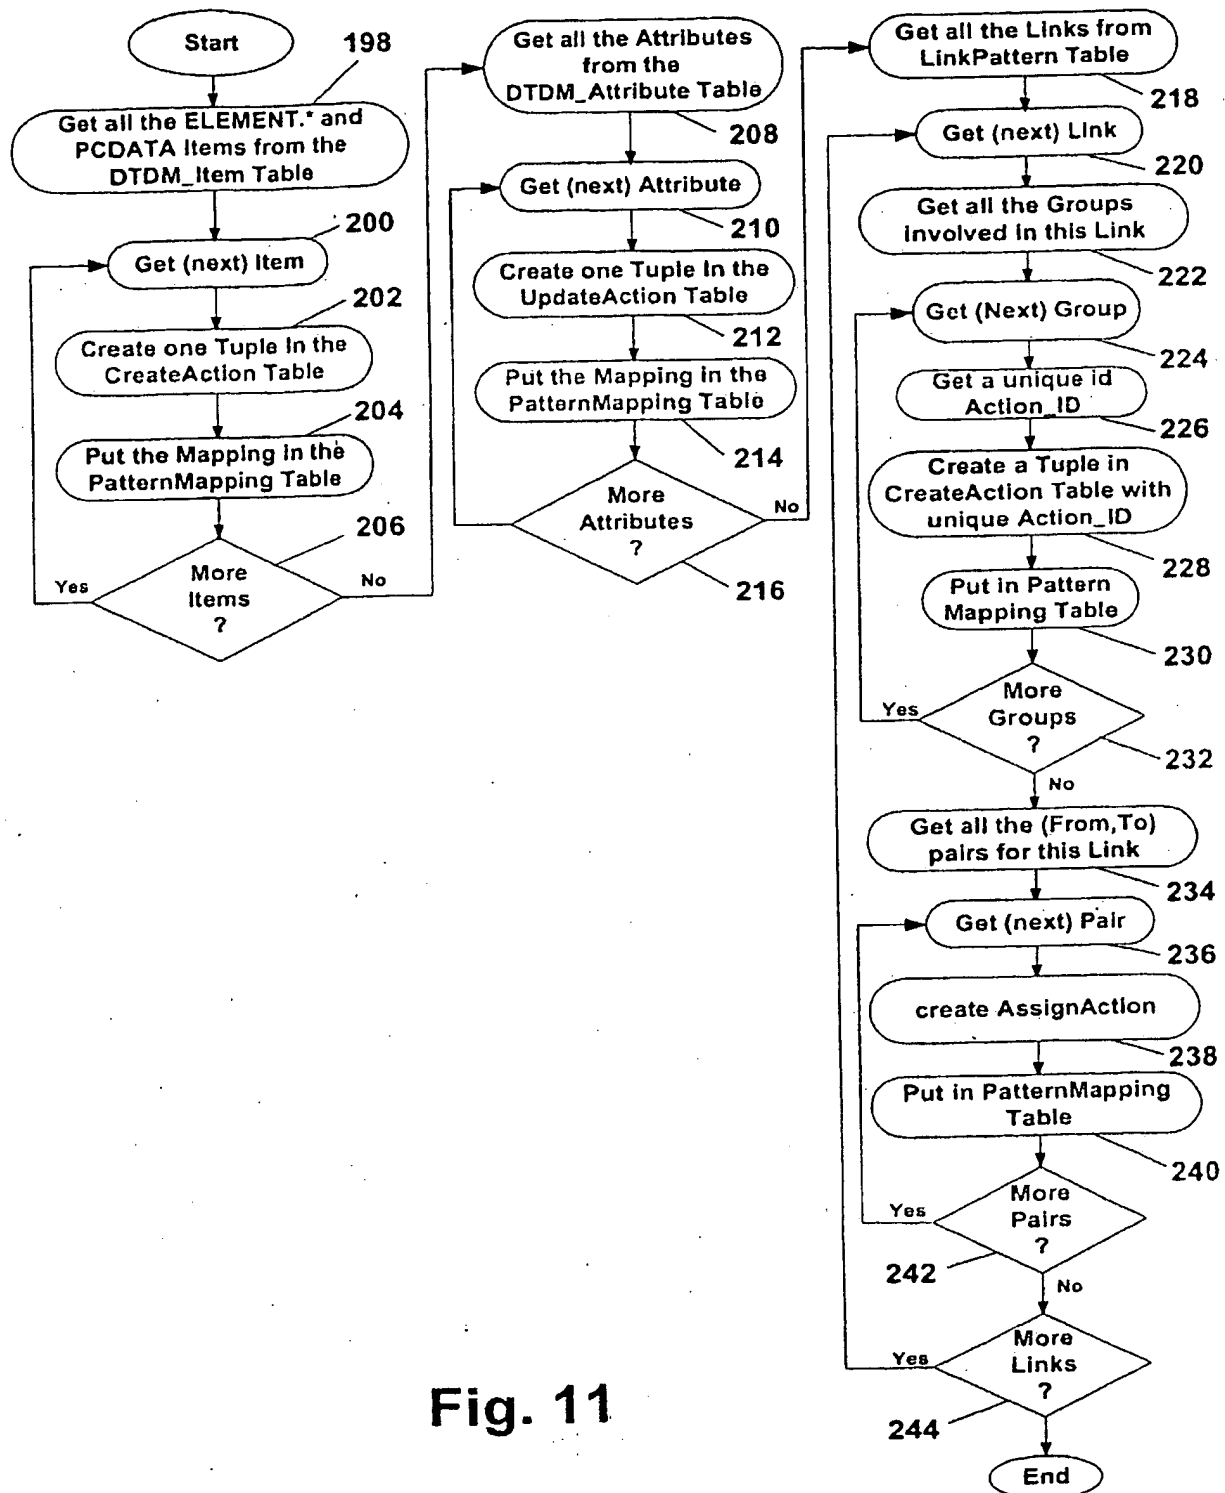 Start
198
Get all the ELEMENT.* and
PCDATA Items from the
DTDM_Item Table
200
Get (next) Item
202
Create one Tuple in the
CreateAction Table
204
Put the Mapping in the
PatternMapping Table
206
More
Items
?
Yes
No
Get all the Attributes
from the
DTDM_Attribute Table
208
Get (next) Attribute
210
Create one Tuple in the
UpdateAction Table
212
Put the Mapping in the
PatternMapping Table
214
More
Attributes
?
No
216
Get all the Links from
LinkPattern Table
218
Get (next) Link
220
Get all the Groups
involved in this Link
222
Get (Next) Group
224
Get a unique id
Action_ID
226
Create a Tuple in
CreateAction Table with
unique Action_ID
228
Put in Pattern
Mapping Table
230
More
Groups
?
Yes
232
No
Get all the (From,To)
pairs for this Link
234
Get (next) Pair
236
create AssignAction
238
Put in PatternMapping
Table
240
More
Pairs
?
Yes
242
No
More
Links
?
Yes
244
End
Fig. 11